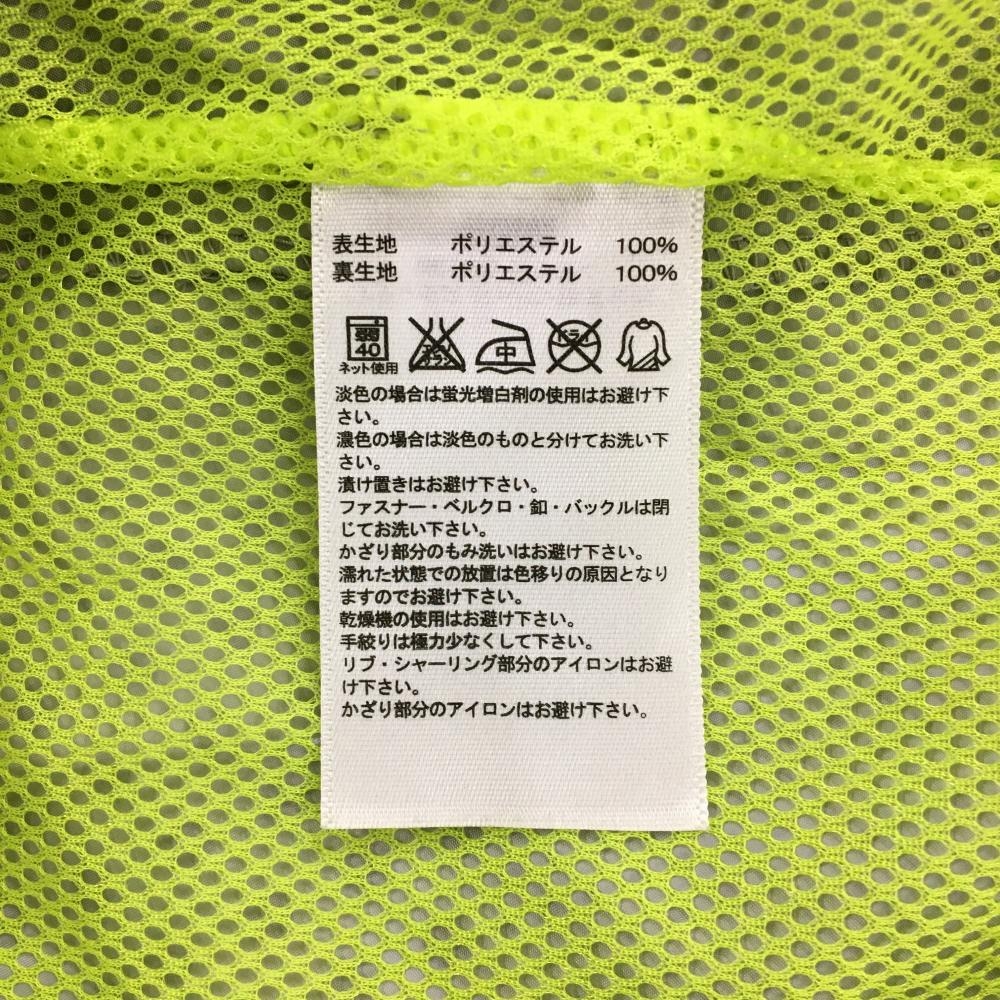 表生地 ポリエステル 100%
裏生地 ポリエステル 100%
弱
40
ネット使用
中
ドライ
淡色の場合は蛍光増白剤の使用はお避け下
さい。
濃色の場合は淡色のものと分けてお洗い下
さい。
漬け置きはお避け下さい。
ファスナー・ベルクロ・釦・バックルは閉
じてお洗い下さい。
かざり部分のもみ洗いはお避け下さい。
濡れた状態での放置は色移りの原因となり
ますのでお避け下さい。
乾燥機の使用はお避け下さい。
手絞りは極力少なくして下さい。
リブ・シャーリング部分のアイロンはお避
け下さい。
かざり部分のアイロンはお避け下さい。